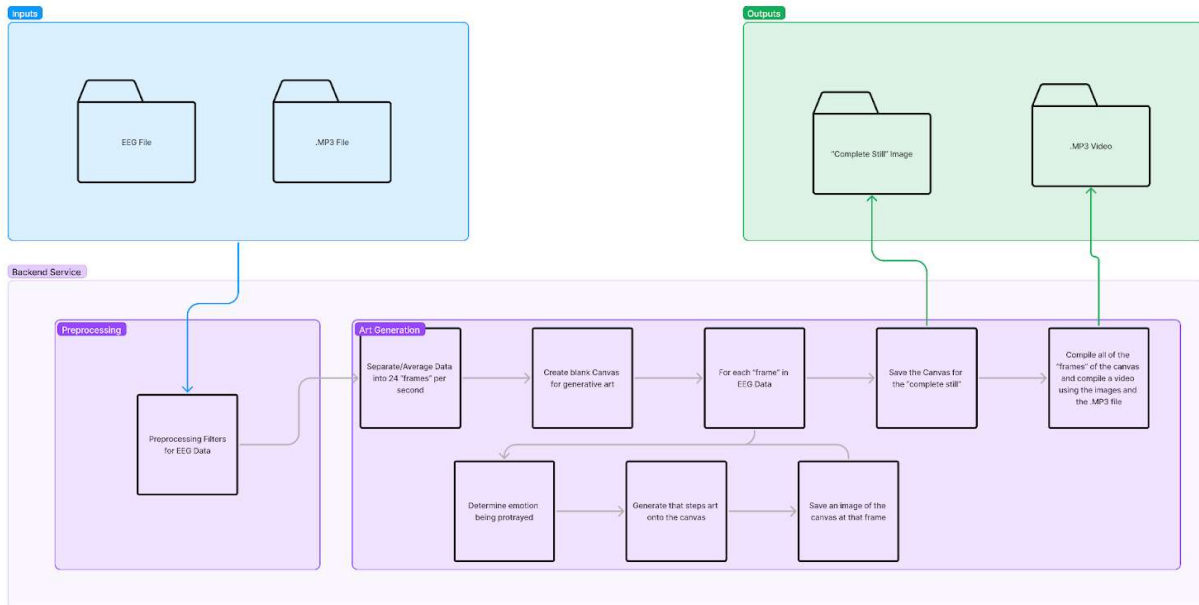 Inputs
EEG File
.MP3 File
Outputs
"Complete Still" Image
.MP3 Video
Backend Service
Preprocessing
Preprocessing Filters
for EEG Data
Art Generation
Separate/Average Data
into 24 "frames" per
second
Create blank Canvas
for generative art
For each "frame" in
EEG Data
Save the Canvas for
the "complete still"
Compile all of the
"frames" of the canvas
and compile a video
using the images and
the .MP3 file
Determine emotion
being protrayed
Generate that steps art
onto the canvas
Save an image of the
canvas at that frame